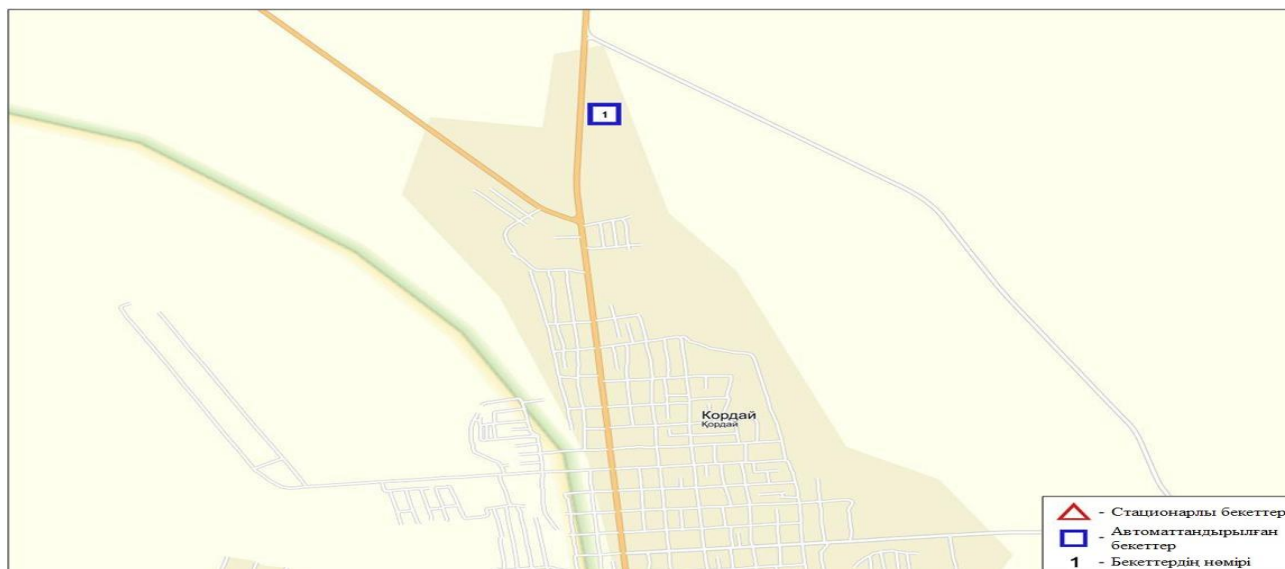 1
Кордай
Қордай
- Стационарлы бекеттер
- Автоматтандырылған
бекеттер
1 - Бекеттердің нөмірі